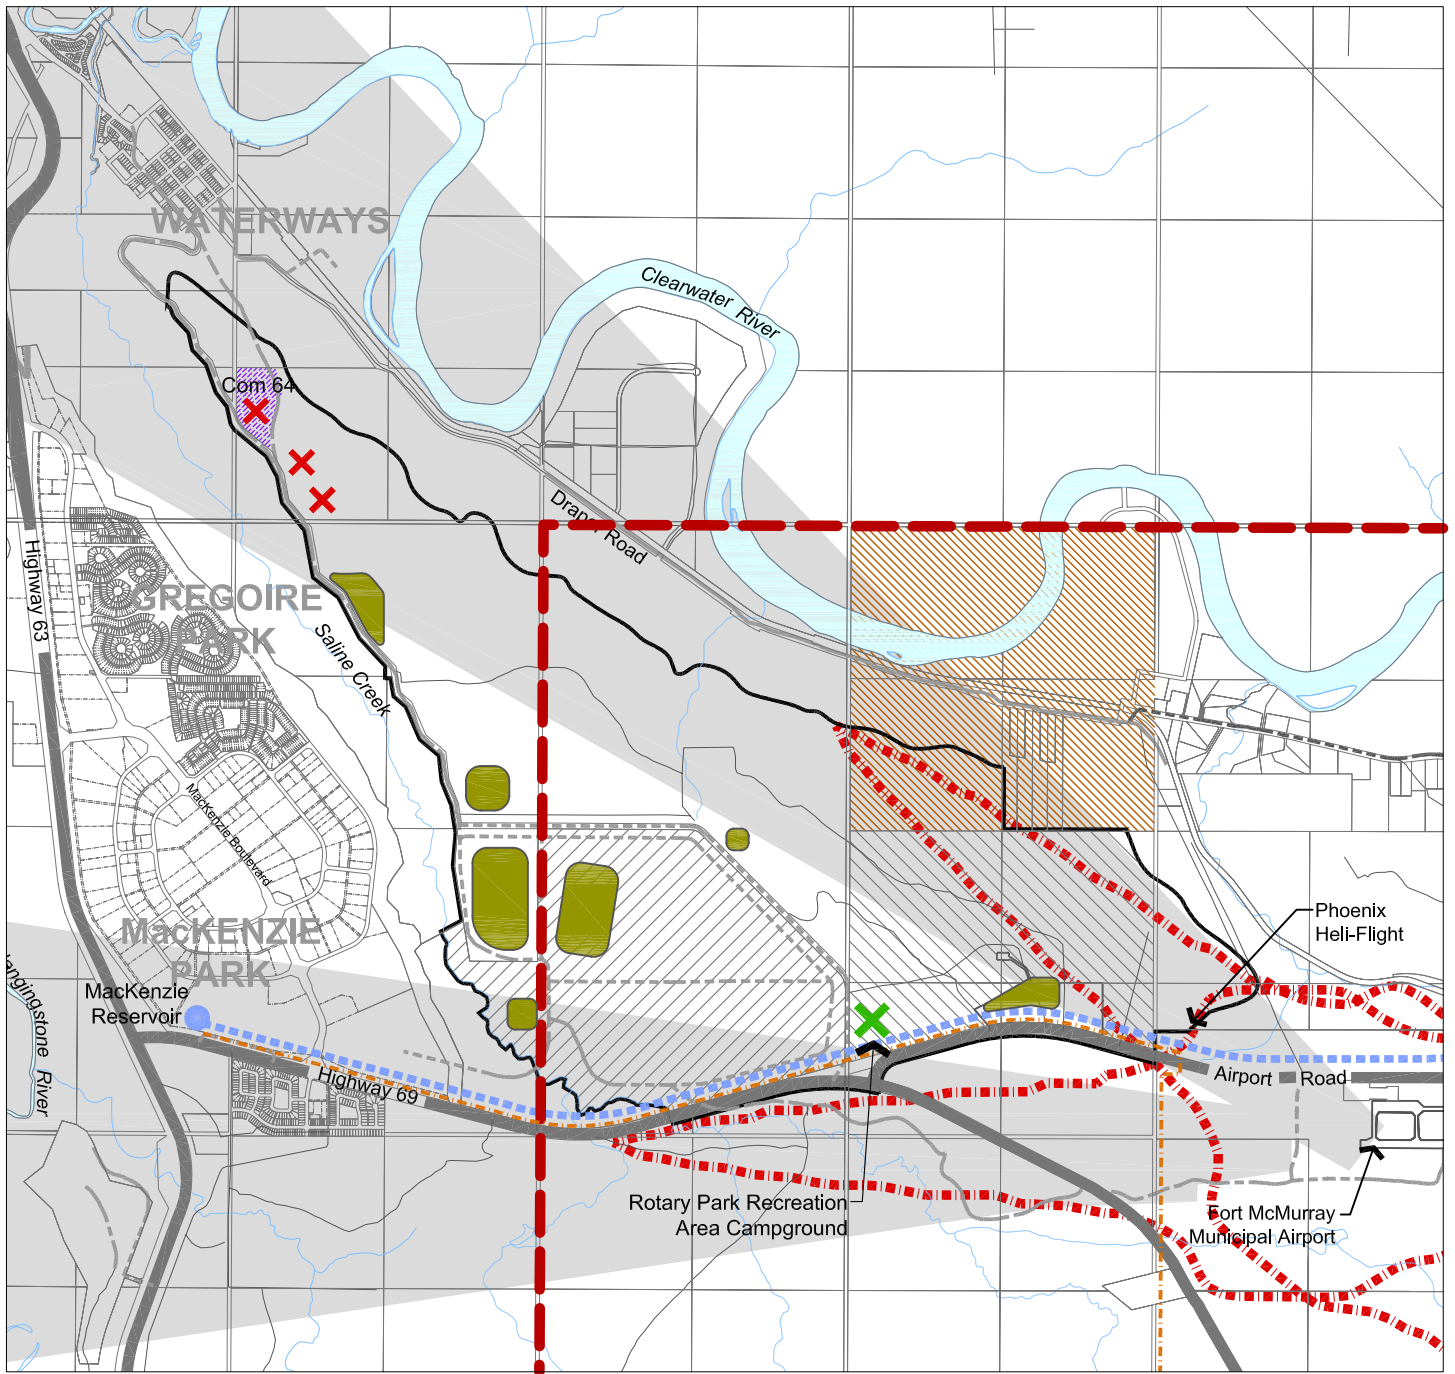 WATERWAYS
Clearwater
River
Com 64
Draper Road
Highway 63
GREGOIRE
PARK
Saline Creek
MacKenzie Boulevard
MacKENZIE
PARK
MacKenzie
Reservoir
River
Highway 69
Phoenix
Heli-Flight
Airport Road
Rotary Park Recreation
Area Campground
Fort McMurray
Municipal Airport